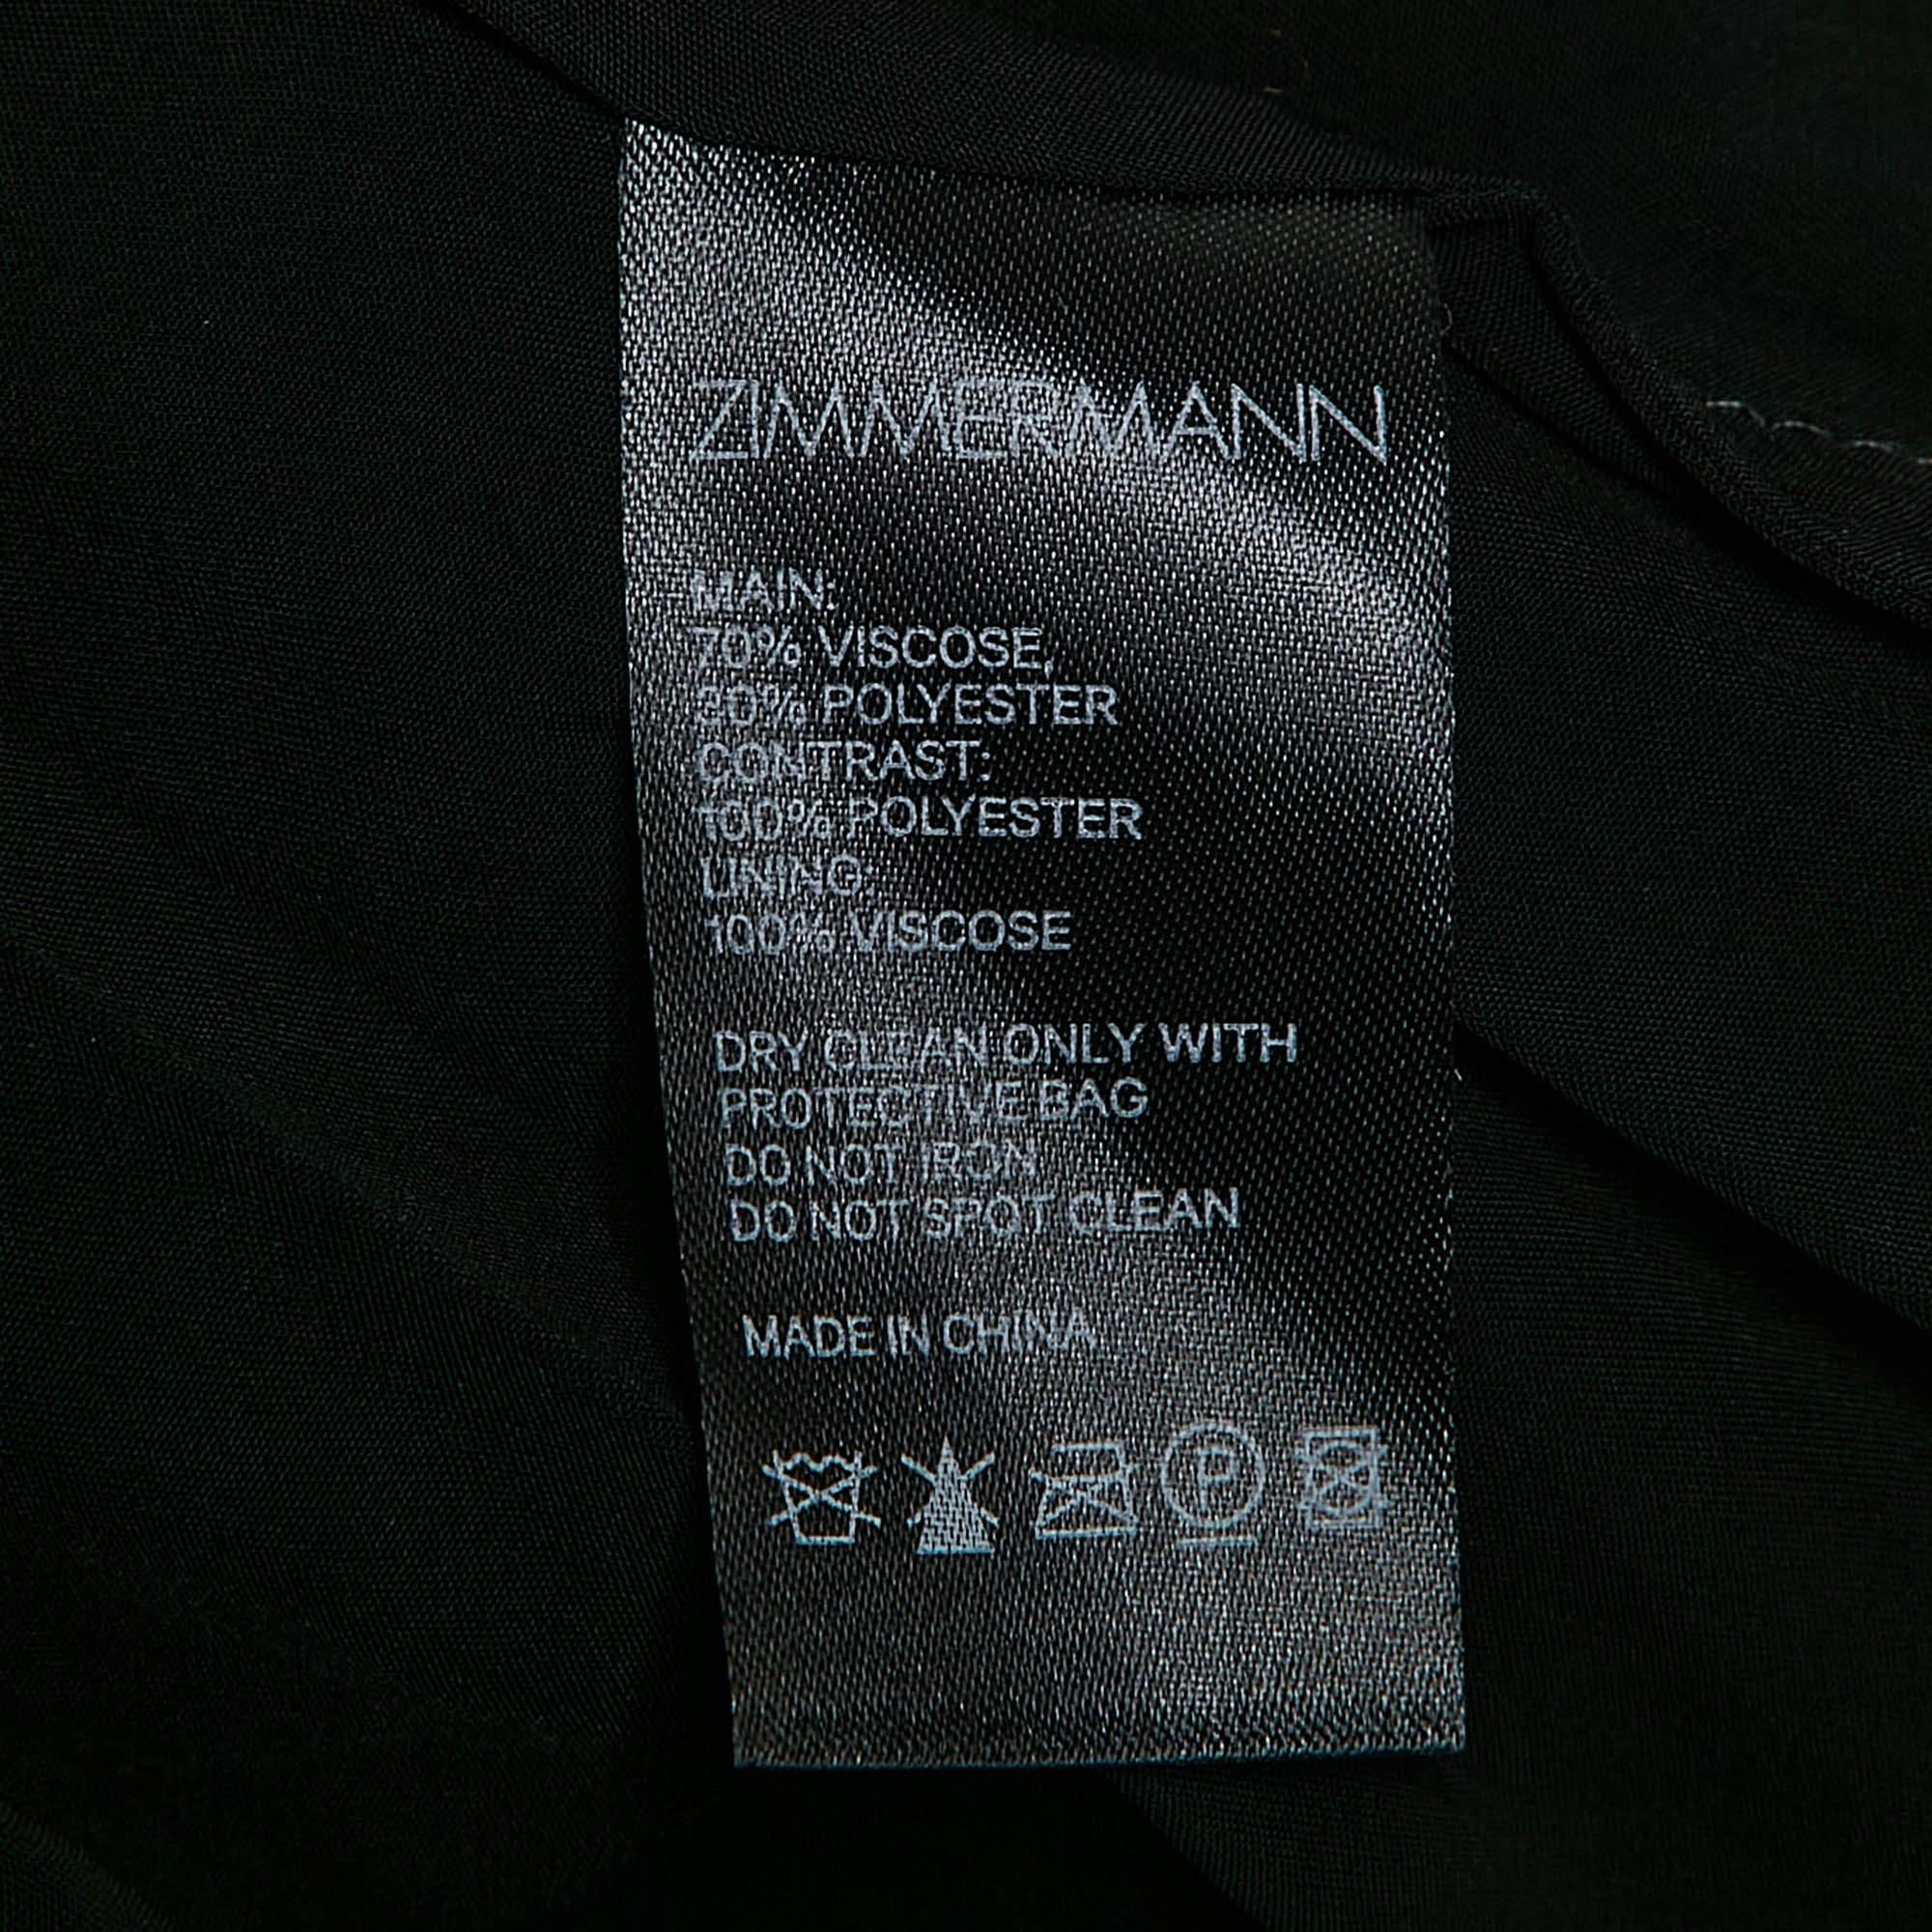 ZIMMERMANN
MAIN:
70% VISCOSE,
30% POLYESTER
CONTRAST:
100% POLYESTER
LINING:
100% VISCOSE
DRY CLEAN ONLY WITH
PROTECTIVE BAG
DO NOT IRON
DO NOT SPOT CLEAN
MADE IN CHINA
P